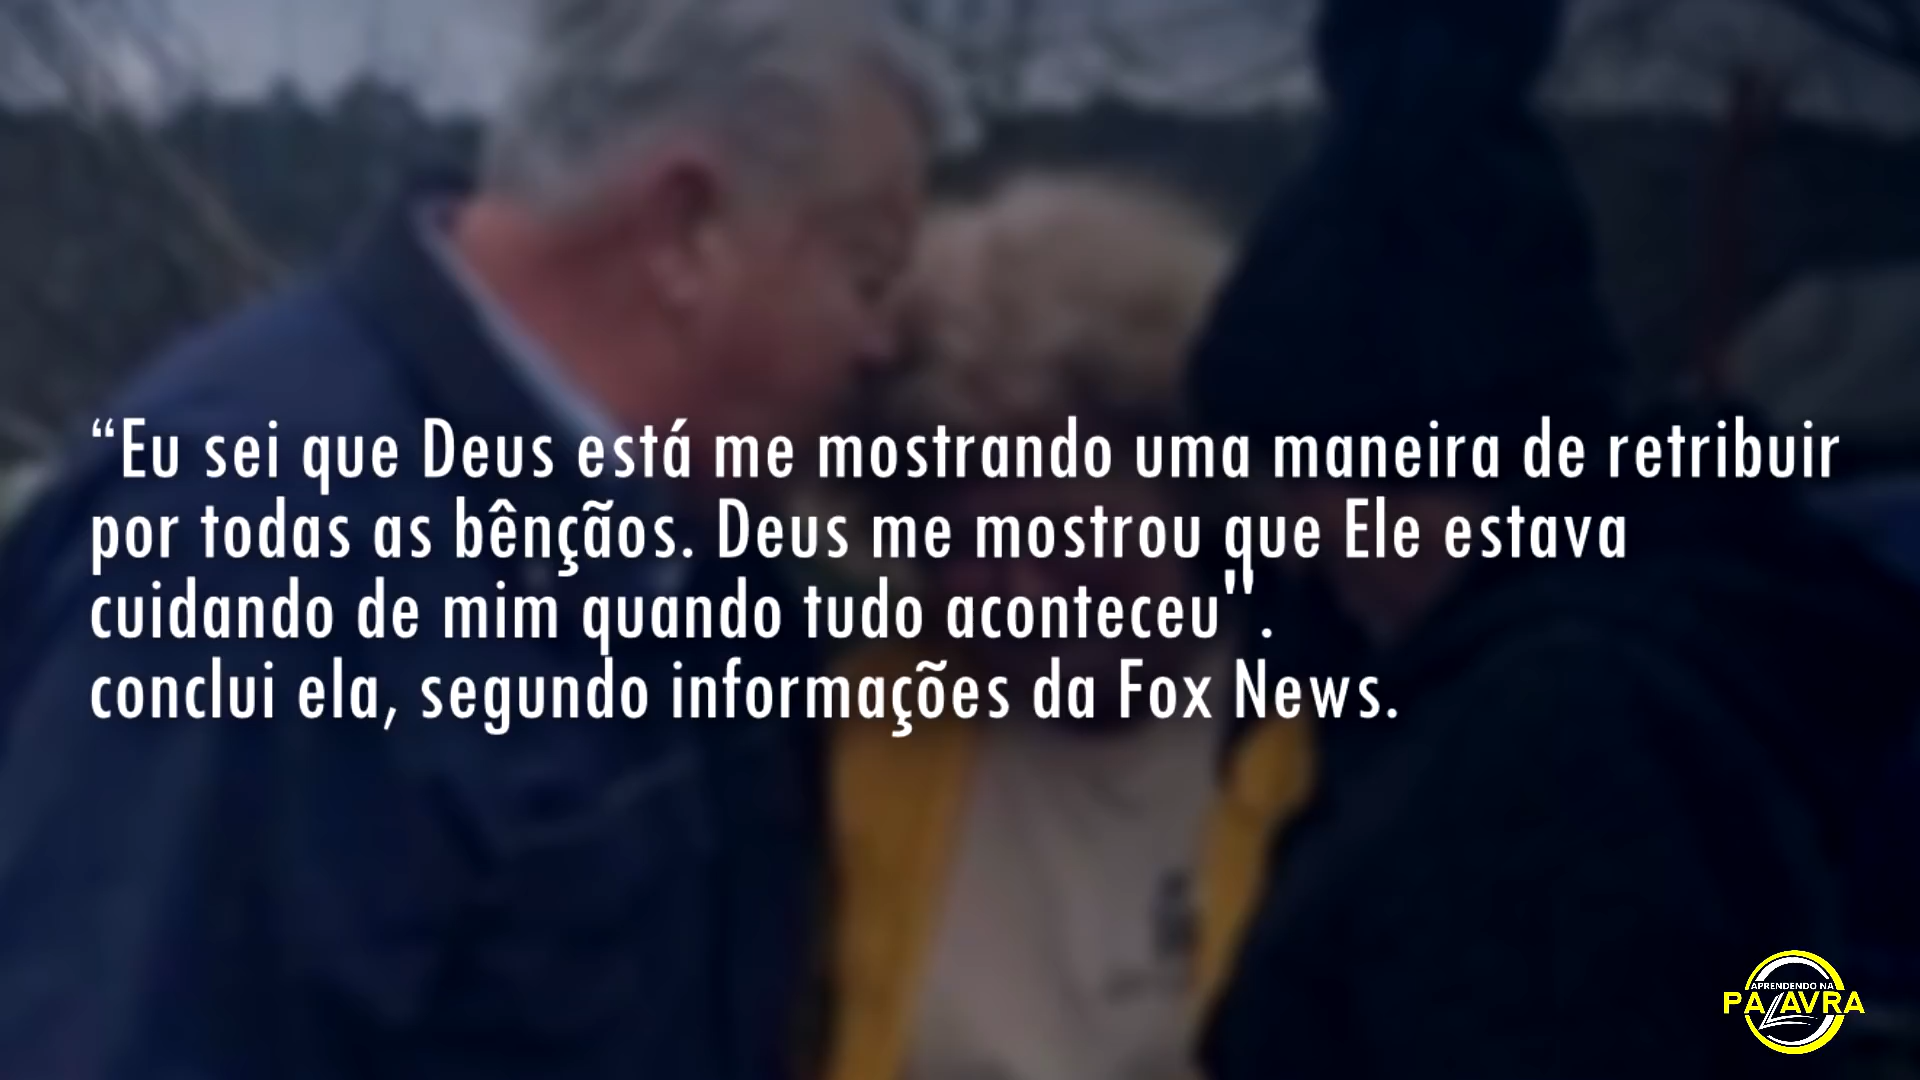 “Eu sei que Deus está me mostrando uma maneira de retribuir
por todas as bênçãos. Deus me mostrou que Ele estava
cuidando de mim quando tudo aconteceu".
conclui ela, segundo informações da Fox News.
APRENDENDO NA
PALAVRA